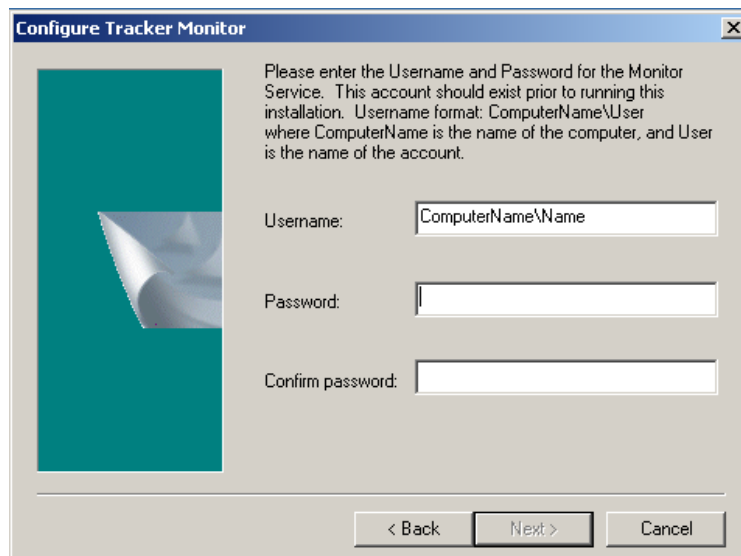 Configure Tracker Monitor
Please enter the Username and Password for the Monitor
Service.  This account should exist prior to running this
installation.  Username format: ComputerName\User
where ComputerName is the name of the computer, and User
is the name of the account.
Username:
ComputerName\Name
Password:
Confirm password:
< Back
Next >
Cancel